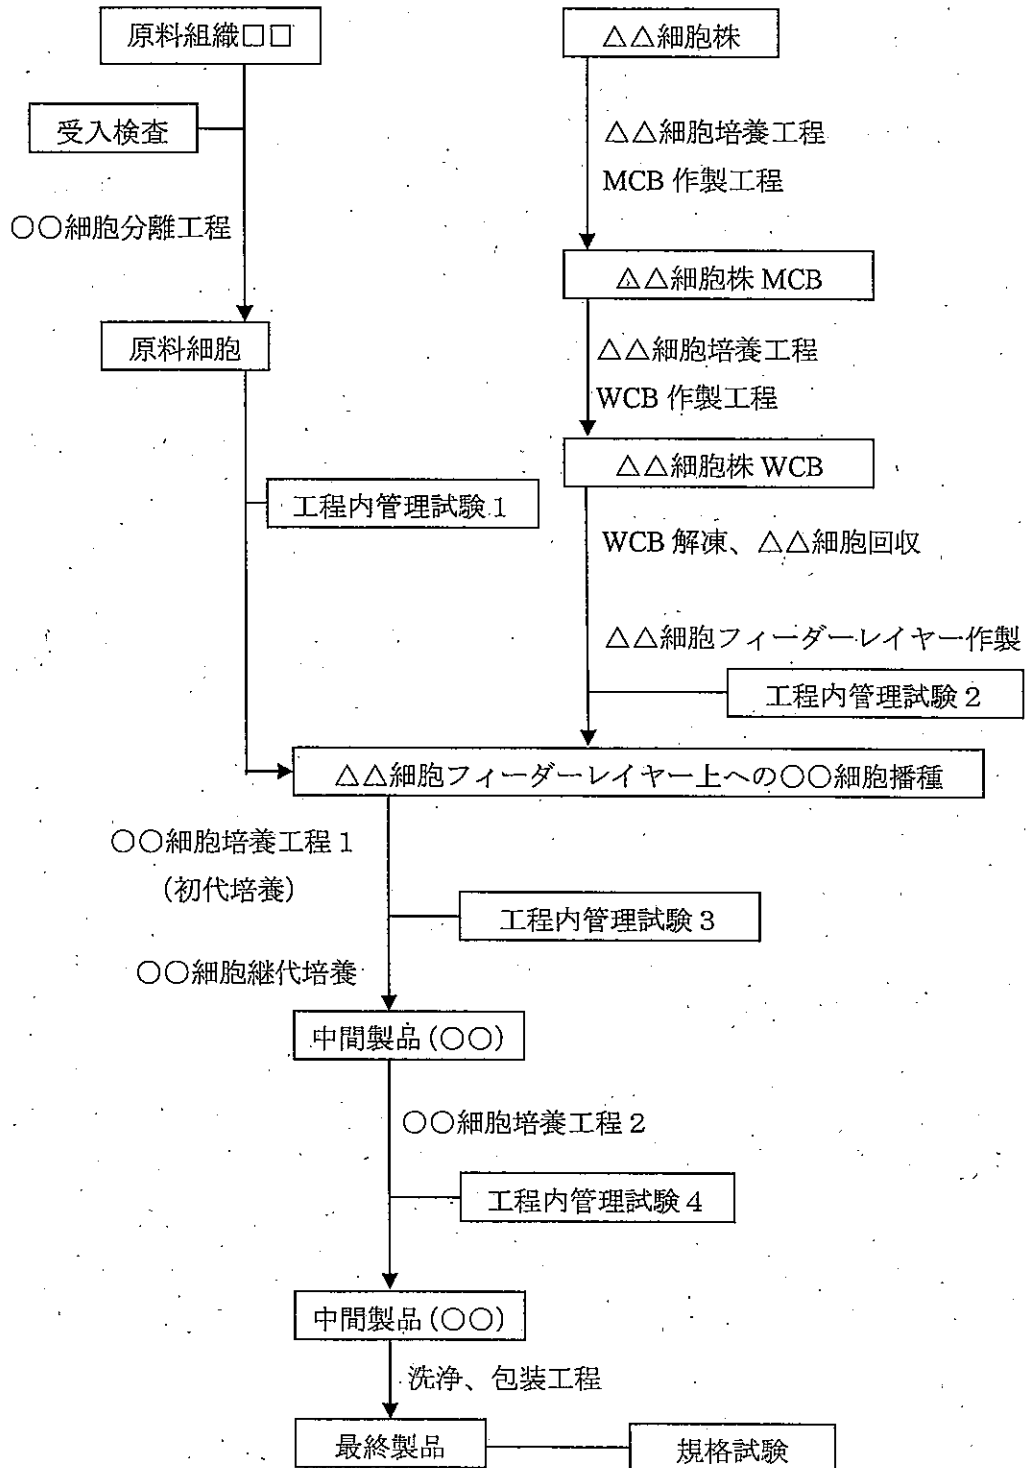 原料組織□□
△△細胞株
受入検査
△△細胞培養工程
MCB 作製工程
○○細胞分離工程
△△細胞株 MCB
原料細胞
△△細胞培養工程
WCB 作製工程
△△細胞株 WCB
工程内管理試験1
WCB 解凍、△△細胞回収
△△細胞フィーダーレイヤー作製
工程内管理試験2
△△細胞フィーダーレイヤー上への○○細胞播種
○○細胞培養工程1
(初代培養)
工程内管理試験3
○○細胞継代培養
中間製品(○○)
○○細胞培養工程2
工程内管理試験4
中間製品(○○)
洗浄、包装工程
最終製品
規格試験